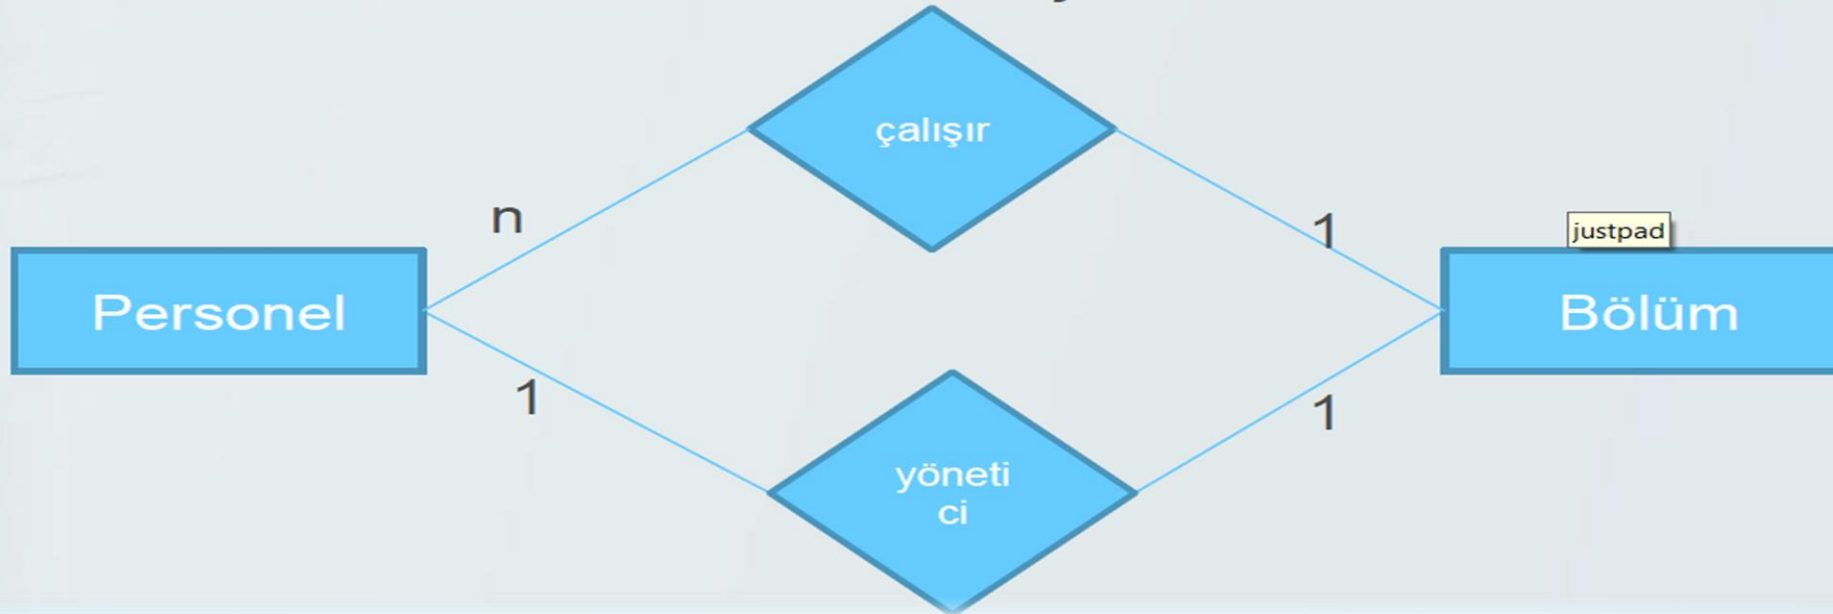 çalışır
n
1
justpad
Personel
Bölüm
1
1
yöneti
ci